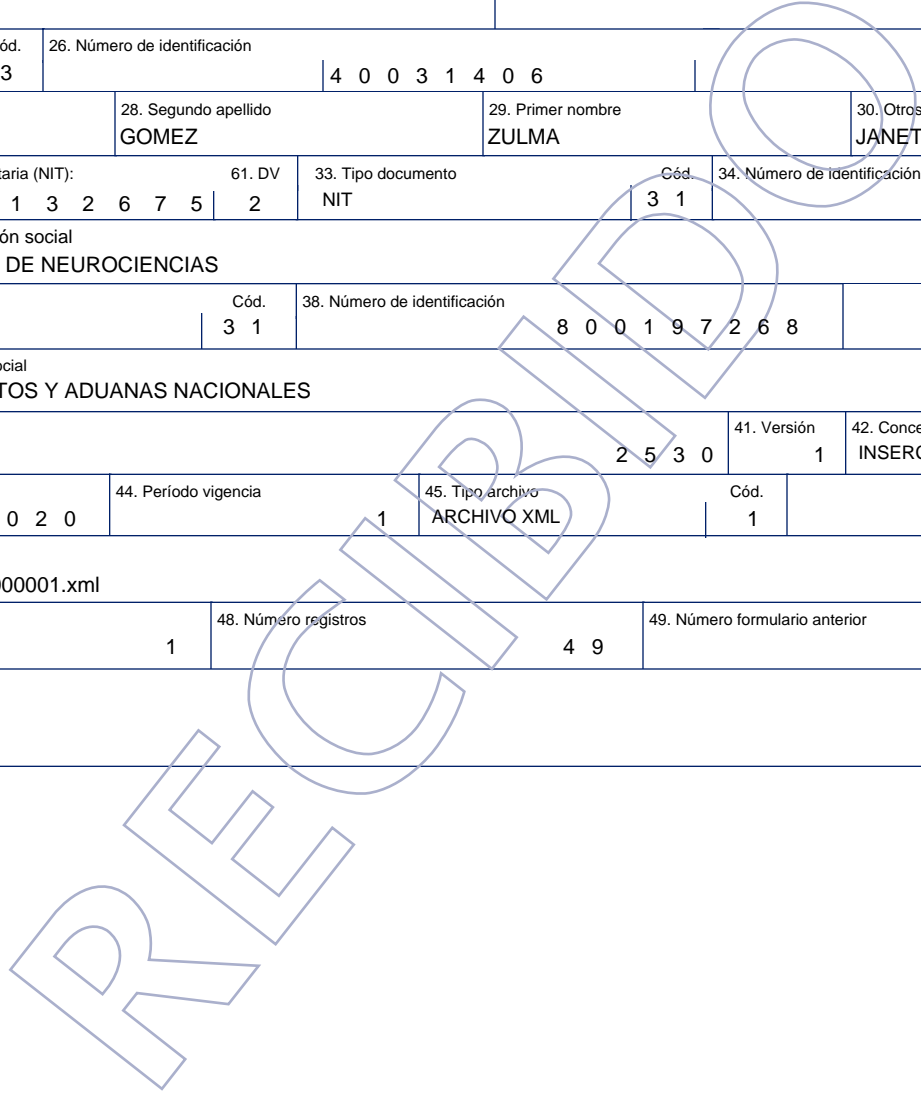 ód. 26. Número de identificación
3 4 0 0 3 1 4 0 6
28. Segundo apellido 29. Primer nombre 30. Otros
GOMEZ ZULMA JANET
taria (NIT): 61. DV 33. Tipo documento Cód. 34. Número de identificación
1 3 2 6 7 5 2 NIT 3 1
ón social
DE NEUROCIENCIAS
Cód. 38. Número de identificación
3 1 8 0 0 1 9 7 2 6 8
ocial
TOS Y ADUANAS NACIONALES
41. Versión 42. Conce
2 5 3 0 1 INSERC
44. Período vigencia 45. Tipo archivo Cód.
0 2 0 1 ARCHIVO XML 1
000001.xml
48. Número registros 49. Número formulario anterior
1 4 9
RECIBIDO